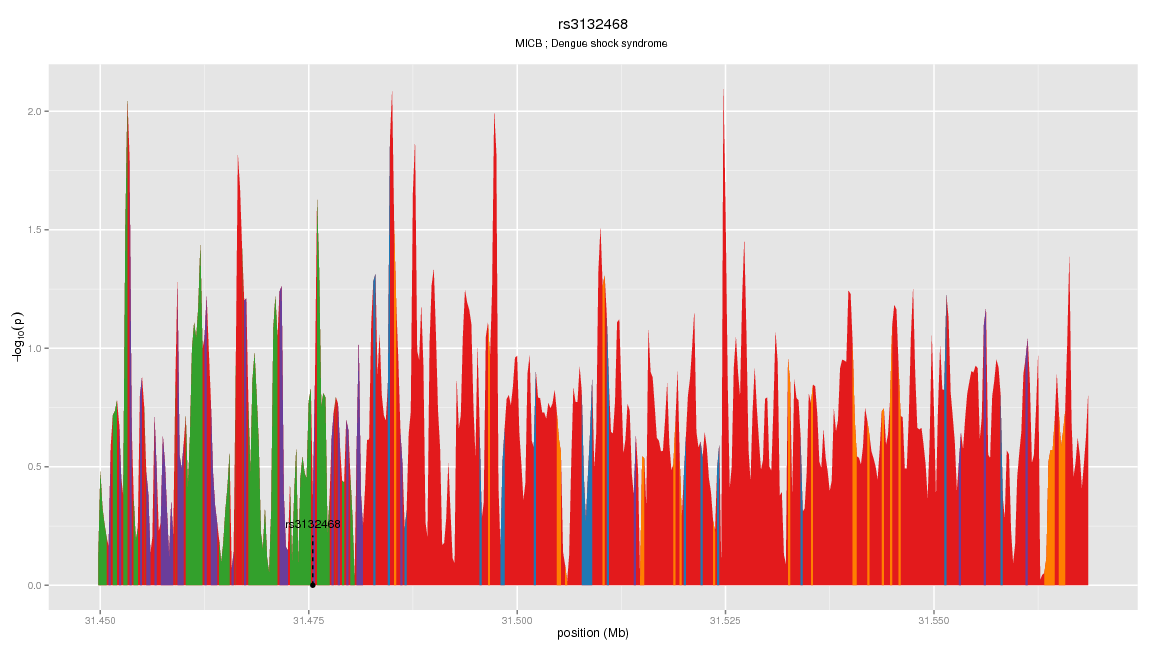 rs3132468
MICB ; Dengue shock syndrome
2.0
1.5
1.0
0.5
0.0
−log10(p)
rs3132468
31.450 31.475 31.500 31.525 31.550
position (Mb)